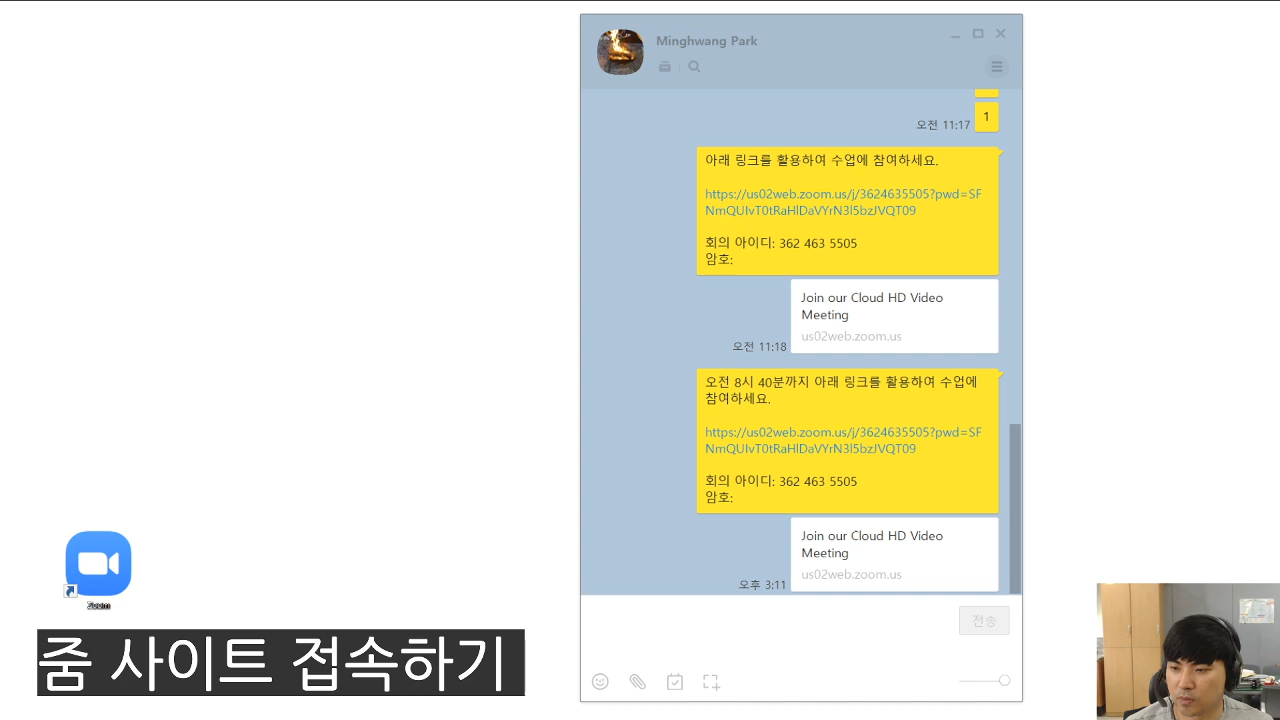 Minghwang Park
1
오전 11:17
아래 링크를 활용하여 수업에 참여하세요.
https://us02web.zoom.us/j/3624635505?pwd=SF
NmQUIvT0tRaHlDaVYrN3l5bzJVQT09
회의 아이디: 362 463 5505
암호:
Join our Cloud HD Video
Meeting
us02web.zoom.us
오전 11:18
오전 8시 40분까지 아래 링크를 활용하여 수업에
참여하세요.
https://us02web.zoom.us/j/3624635505?pwd=SF
NmQUIvT0tRaHlDaVYrN3l5bzJVQT09
회의 아이디: 362 463 5505
암호:
Join our Cloud HD Video
Meeting
us02web.zoom.us
오후 3:11
전송
Zoom
줌 사이트 접속하기